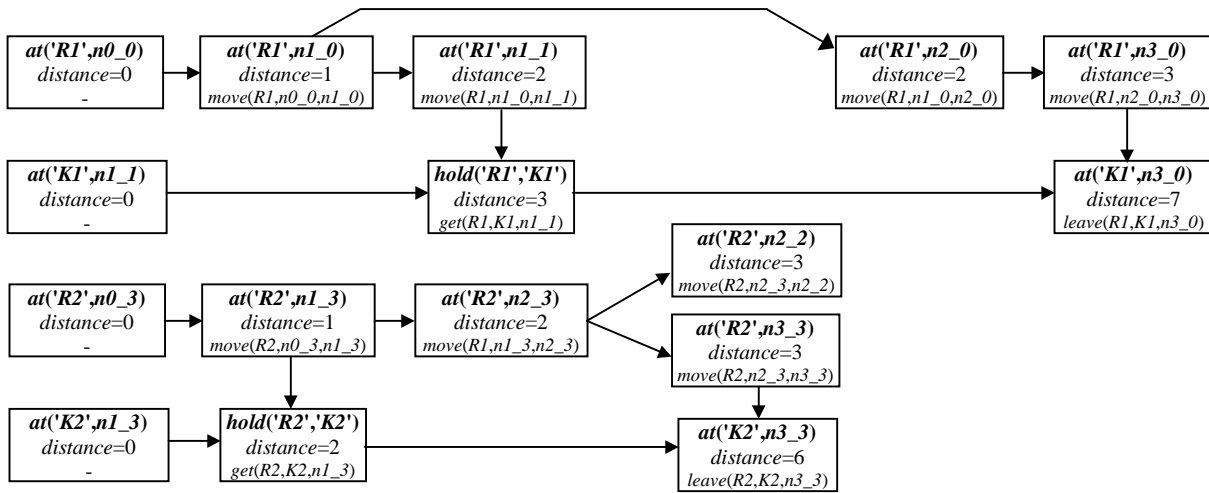 at('R1',n0_0)
distance=0
-
at('R1',n1_0)
distance=1
move(R1,n0_0,n1_0)
at('R1',n1_1)
distance=2
move(R1,n1_0,n1_1)
at('R1',n2_0)
distance=2
move(R1,n1_0,n2_0)
at('R1',n3_0)
distance=3
move(R1,n2_0,n3_0)
at('K1',n1_1)
distance=0
-
hold('R1','K1')
distance=3
get(R1,K1,n1_1)
at('K1',n3_0)
distance=7
leave(R1,K1,n3_0)
at('R2',n2_2)
distance=3
move(R2,n2_3,n2_2)
at('R2',n0_3)
distance=0
-
at('R2',n1_3)
distance=1
move(R2,n0_3,n1_3)
at('R2',n2_3)
distance=2
move(R1,n1_3,n2_3)
at('R2',n3_3)
distance=3
move(R2,n2_3,n3_3)
at('K2',n1_3)
distance=0
-
hold('R2','K2')
distance=2
get(R2,K2,n1_3)
at('K2',n3_3)
distance=6
leave(R2,K2,n3_3)